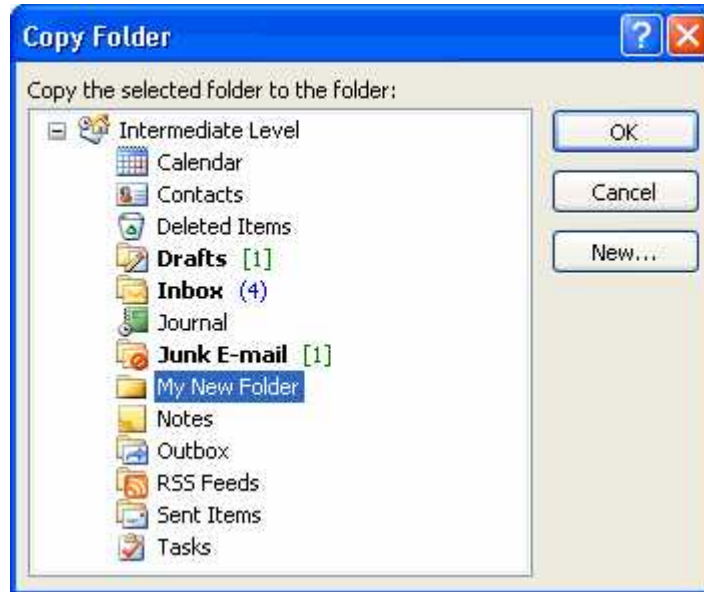 Copy Folder
Copy the selected folder to the folder:
Intermediate Level
Calendar
Contacts
Deleted Items
Drafts [1]
Inbox (4)
Journal
Junk E-mail [1]
My New Folder
Notes
Outbox
RSS Feeds
Sent Items
Tasks
OK
Cancel
New...